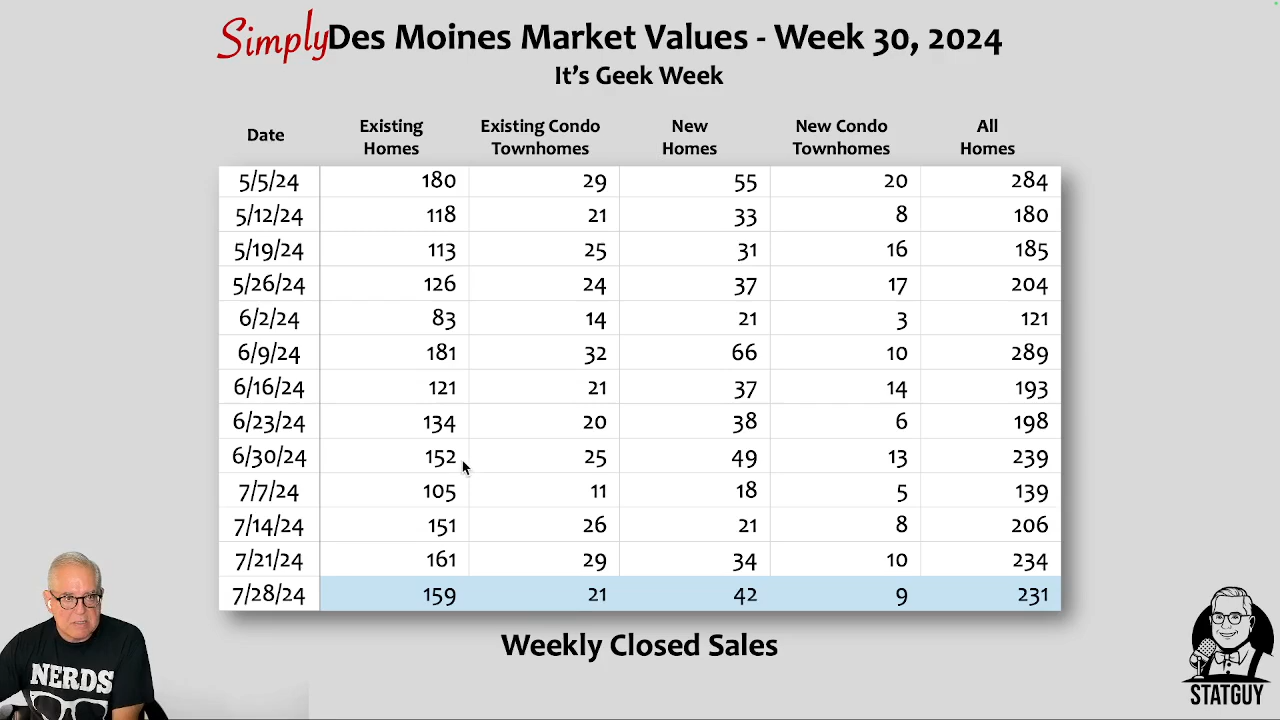 Simply Des Moines Market Values - Week 30, 2024
It's Geek Week
Date Existing Homes Existing Condo Townhomes New Homes New Condo Townhomes All Homes
5/5/24 180 29 55 20 284
5/12/24 118 21 33 8 180
5/19/24 113 25 31 16 185
5/26/24 126 24 37 17 204
6/2/24 83 14 21 3 121
6/9/24 181 32 66 10 289
6/16/24 121 21 37 14 193
6/23/24 134 20 38 6 198
6/30/24 152 25 49 13 239
7/7/24 105 11 18 5 139
7/14/24 151 26 21 8 206
7/21/24 161 29 34 10 234
7/28/24 159 21 42 9 231
Weekly Closed Sales
NERDS
STATGUY